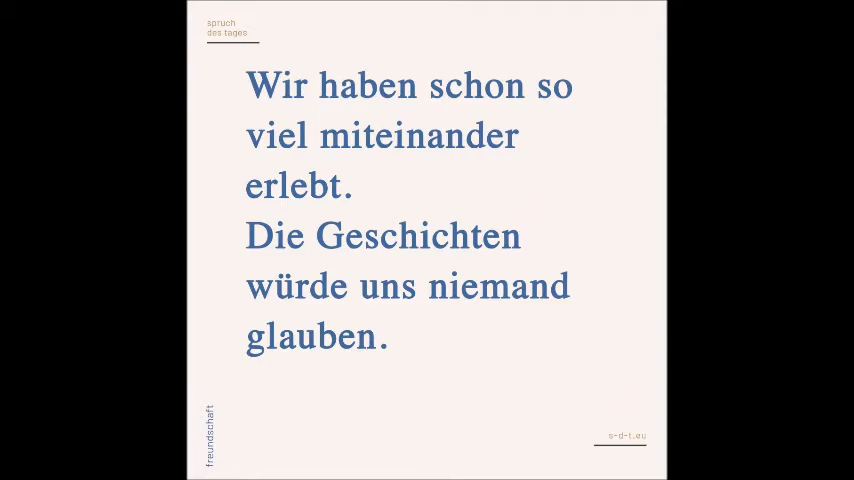 spruch
des tages
Wir haben schon so
viel miteinander
erlebt.
Die Geschichten
würde uns niemand
glauben.
freundschaft
s-d-t.eu